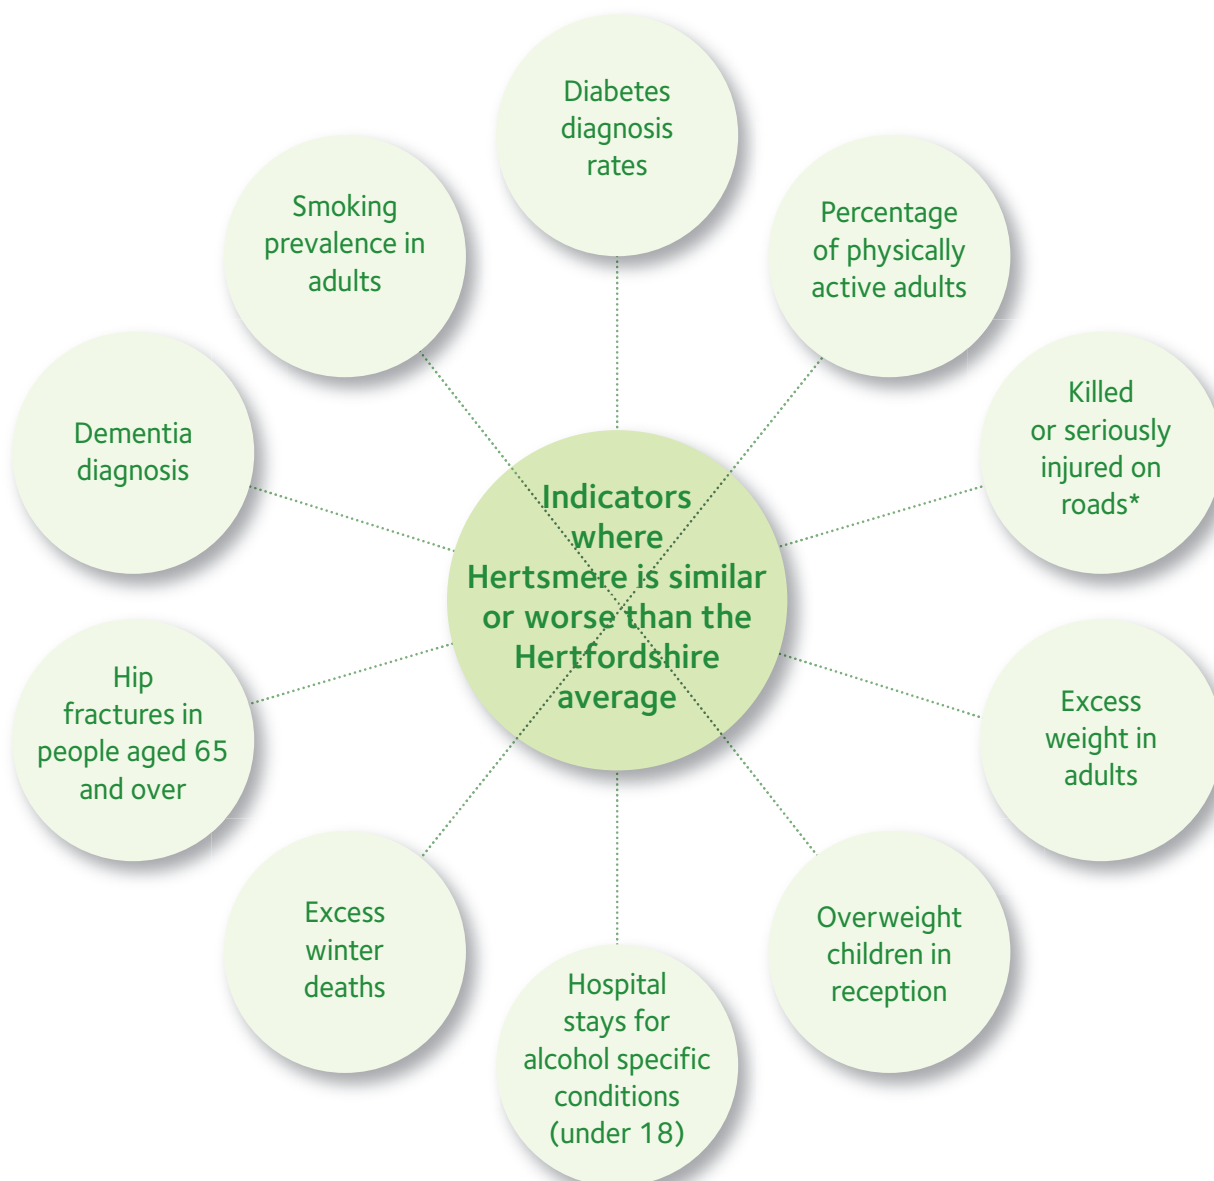 Diabetes
diagnosis
rates
Smoking
prevalence in
adults
Percentage
of physically
active adults
Dementia
diagnosis
Killed
or seriously
injured on
roads*
Indicators
where
Hertsmere is similar
or worse than the
Hertfordshire
average
Hip
fractures in
people aged 65
and over
Excess
weight in
adults
Excess
winter
deaths
Overweight
children in
reception
Hospital
stays for
alcohol specific
conditions
(under 18)